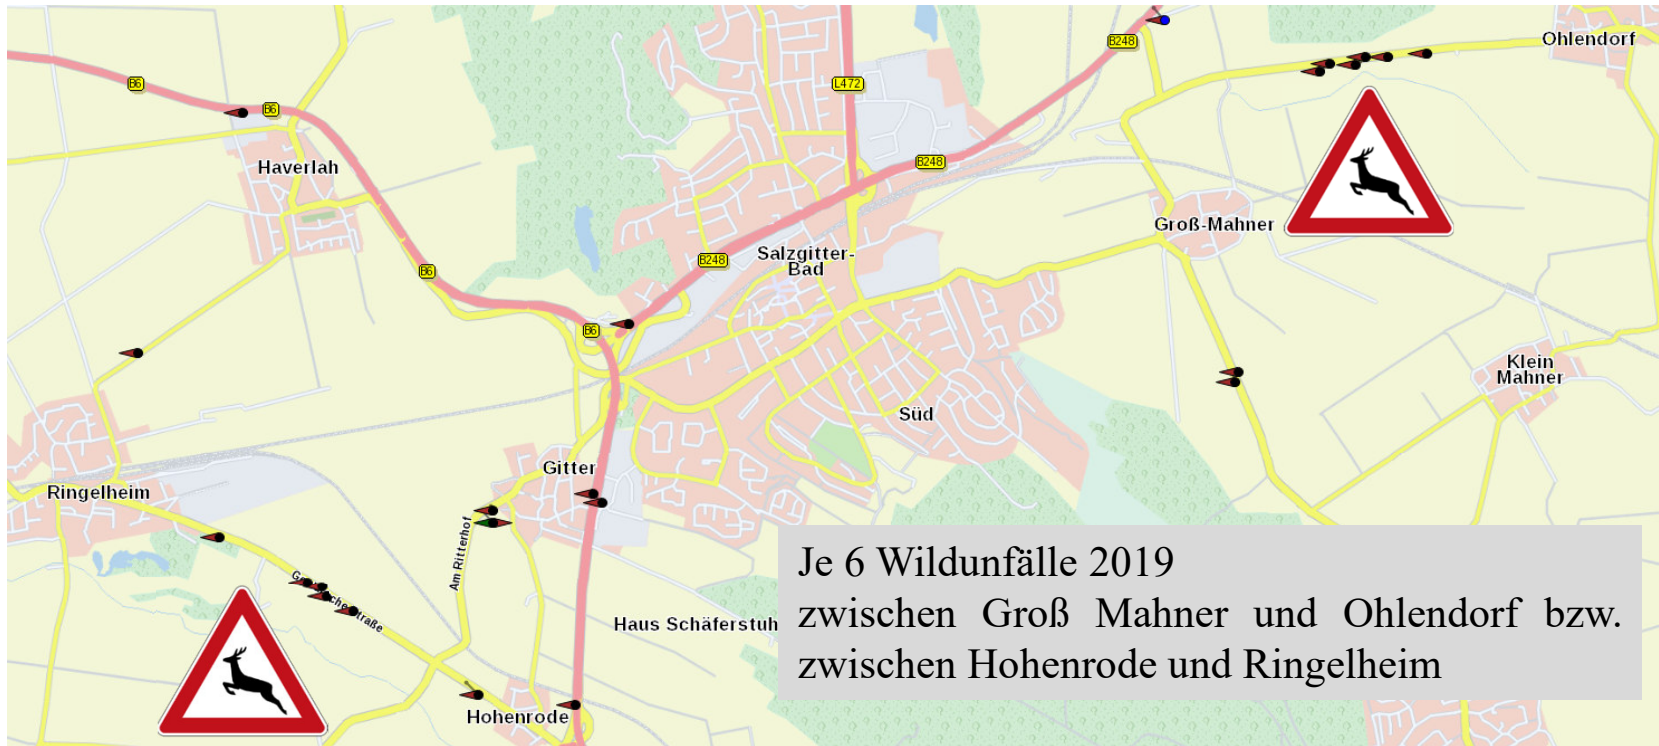 B248
Ohlendorf
B6
L472
B6
B248
Haverlah
Groß-Mahner
Salzgitter-
Bad
B248
B6
B6
Klein
Mahner
Süd
Gitter
Ringelheim
Am Ritterhof
Haus Schäferstuh
Hohenrode
Je 6 Wildunfälle 2019
zwischen Groß Mahner und Ohlendorf bzw.
zwischen Hohenrode und Ringelheim